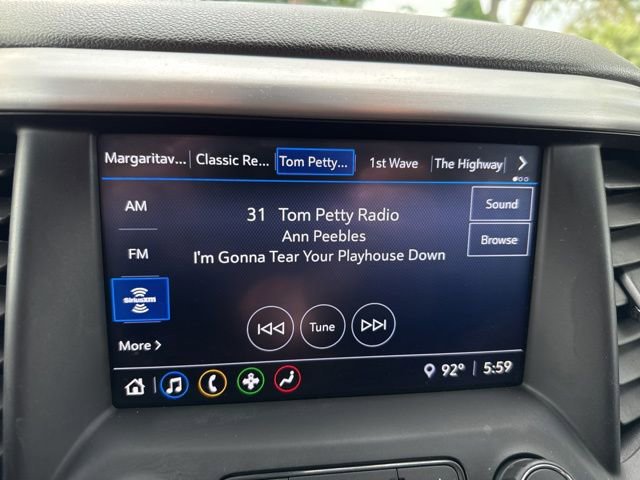 Margaritav... Classic Re... Tom Petty... 1st Wave The Highway
AM
31 Tom Petty Radio
Sound
Ann Peebles
Browse
FM
I'm Gonna Tear Your Playhouse Down
SiriusXM
Tune
More
92° 5:59